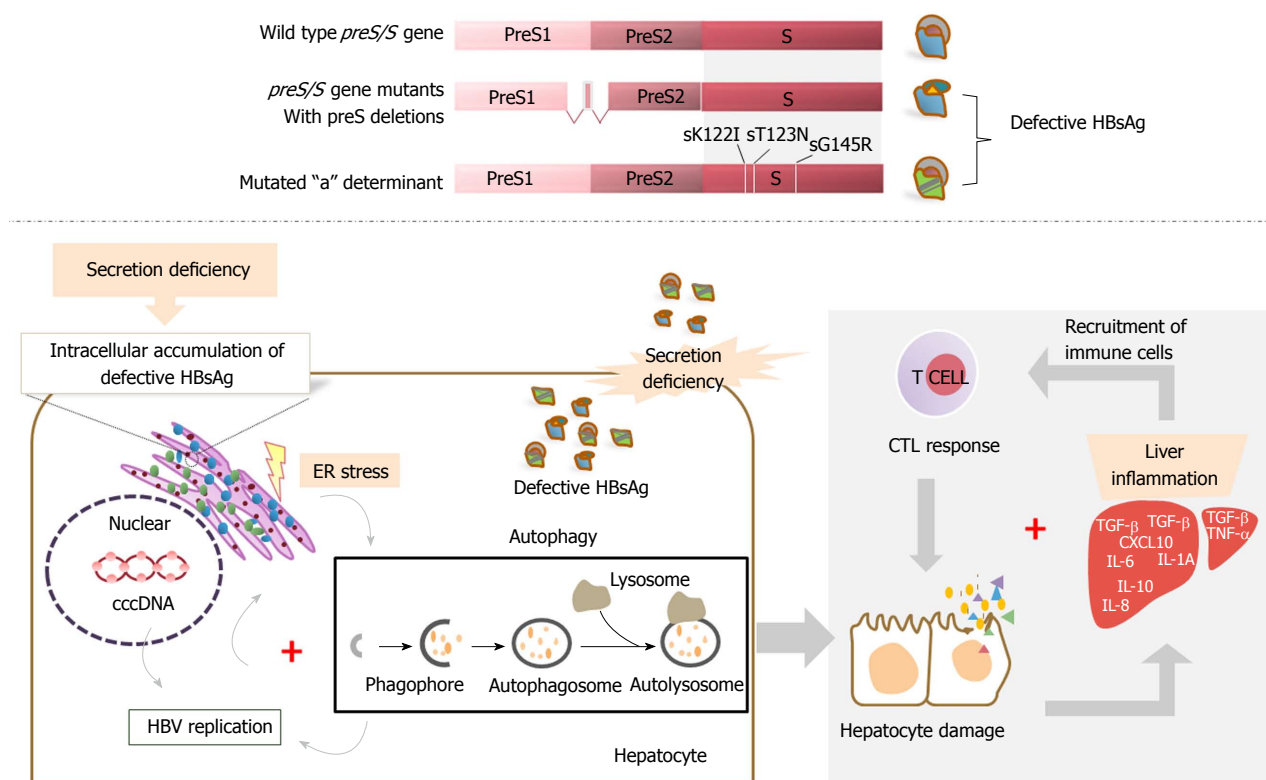 Wild type preS/S gene
PreS1
PreS2
S
preS/S gene mutants
With preS deletions
PreS1
PreS2
S
Defective HBsAg
sK122I sT123N
sG145R
Mutated “a” determinant
PreS1
PreS2
S
Secretion deficiency
Intracellular accumulation of
defective HBsAg
Secretion
deficiency
ER stress
Defective HBsAg
Nuclear
cccDNA
Autophagy
Lysosome
+
Phagophore
Autophagosome
Autolysosome
HBV replication
Hepatocyte
Recruitment of
immune cells
T CELL
CTL response
Liver
inflammation
+
TGF-β
TGF-β
TGF-β
CXCL10
TNF-α
IL-6
IL-1A
IL-10
IL-8
Hepatocyte damage